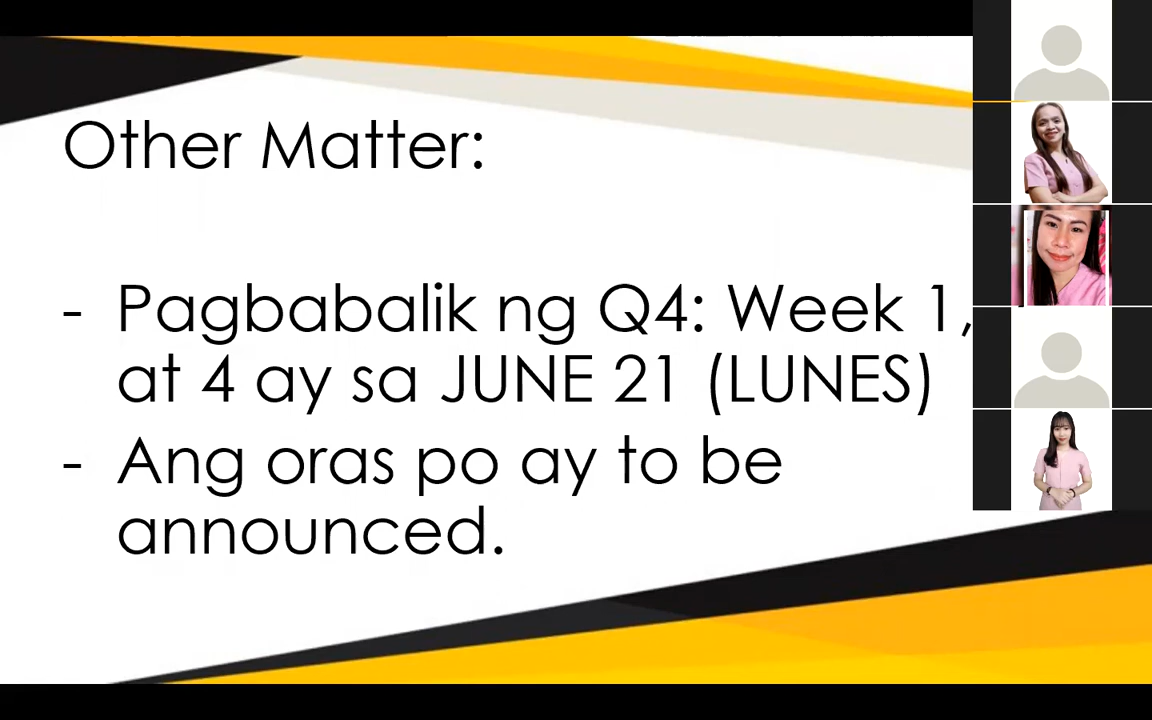 Other Matter:
- Pagbabalik ng Q4: Week 1,
at 4 ay sa JUNE 21 (LUNES)
- Ang oras po ay to be
announced.